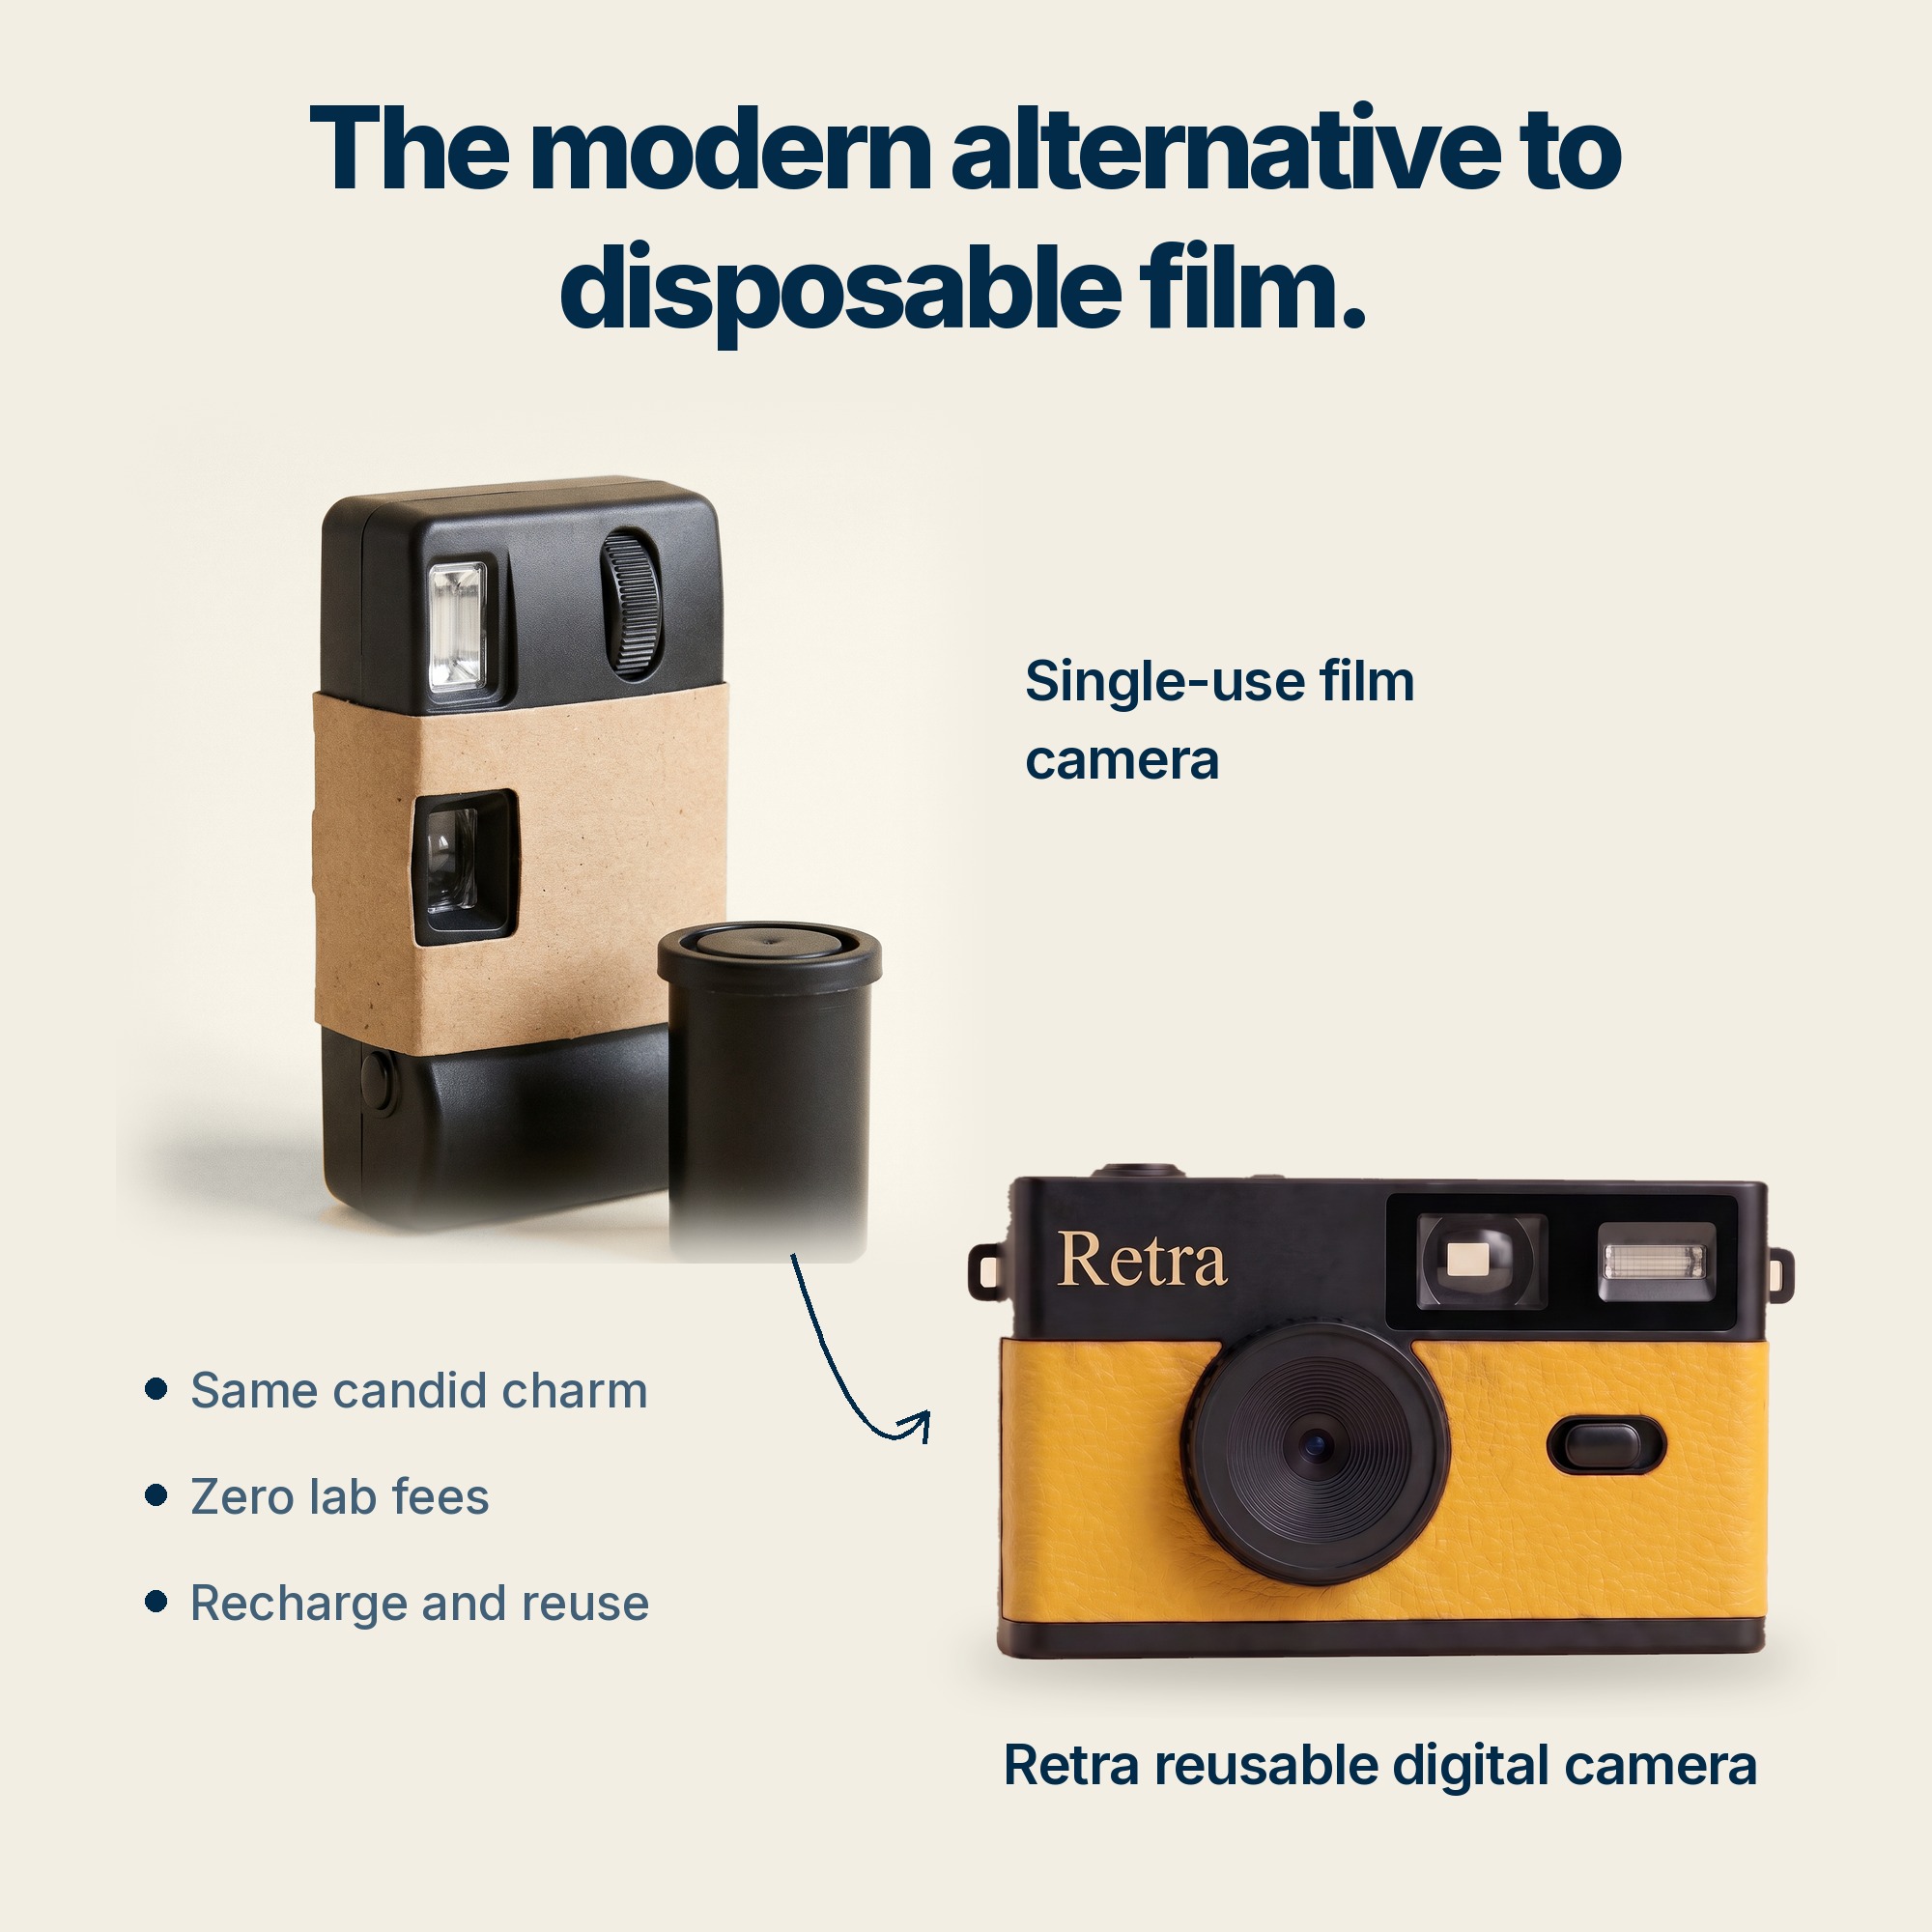 The modern alternative to
disposable film.
Single-use film
camera
Retra
Same candid charm
Zero lab fees
Recharge and reuse
Retra reusable digital camera